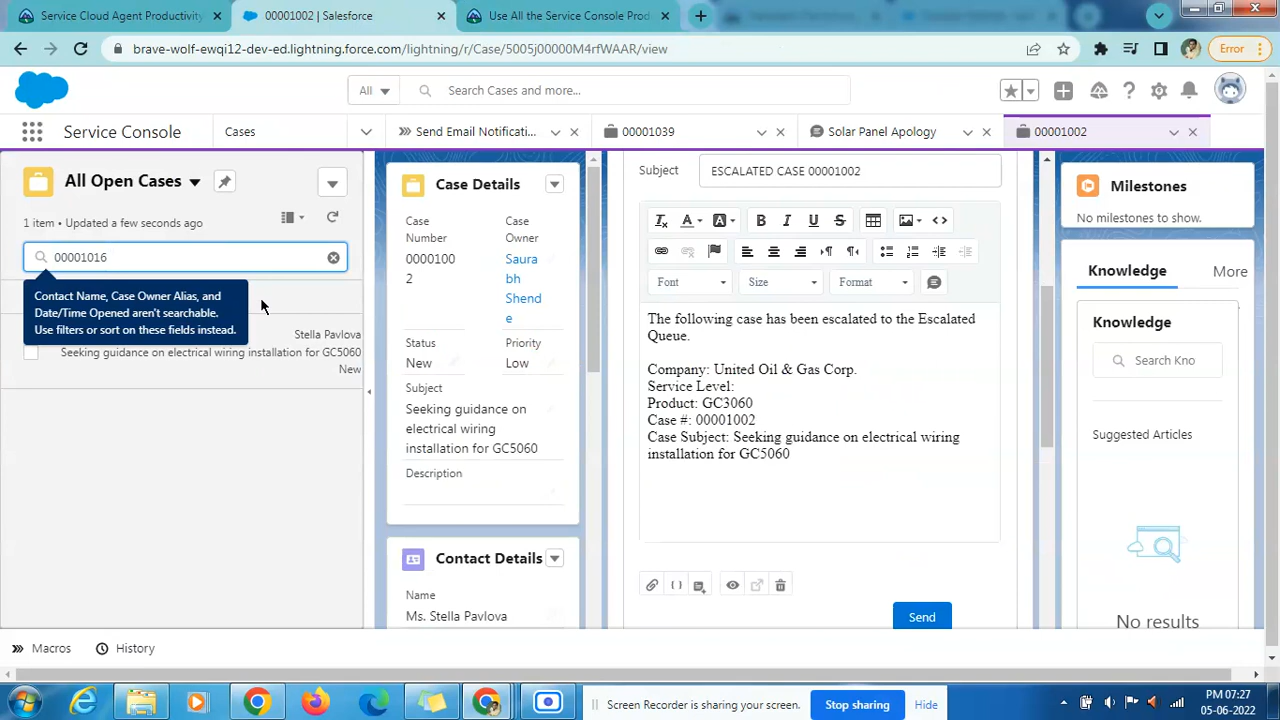 Service Cloud Agent Productivity
00001002 | Salesforce
Use All the Service Console Prod
brave-wolf-ewqi12-dev-ed.lightning.force.com/lightning/r/Case/5005j00000M4rfWAAR/view
Error
All
Search Cases and more...
Service Console
Cases
Send Email Notificati...
00001039
Solar Panel Apology
00001002
All Open Cases
1 item • Updated a few seconds ago
00001016
Contact Name, Case Owner Alias, and
Date/Time Opened aren't searchable.
Use filters or sort on these fields instead.
Stella Pavlova
Seeking guidance on electrical wiring installation for GC5060
New
Case Details
Case
Number
0000100
2
Case
Owner
Saura
bh
Shend
e
Status
New
Priority
Low
Subject
Seeking guidance on
electrical wiring
installation for GC5060
Description
Contact Details
Name
Ms. Stella Pavlova
Subject
ESCALATED CASE 00001002
Font
Size
Format
The following case has been escalated to the Escalated
Queue.
Company: United Oil & Gas Corp.
Service Level:
Product: GC3060
Case #: 00001002
Case Subject: Seeking guidance on electrical wiring
installation for GC5060
Send
Milestones
No milestones to show.
Knowledge
More
Knowledge
Search Kno
Suggested Articles
No results
Macros
History
Screen Recorder is sharing your screen.
Stop sharing
Hide
PM 07:27
05-06-2022